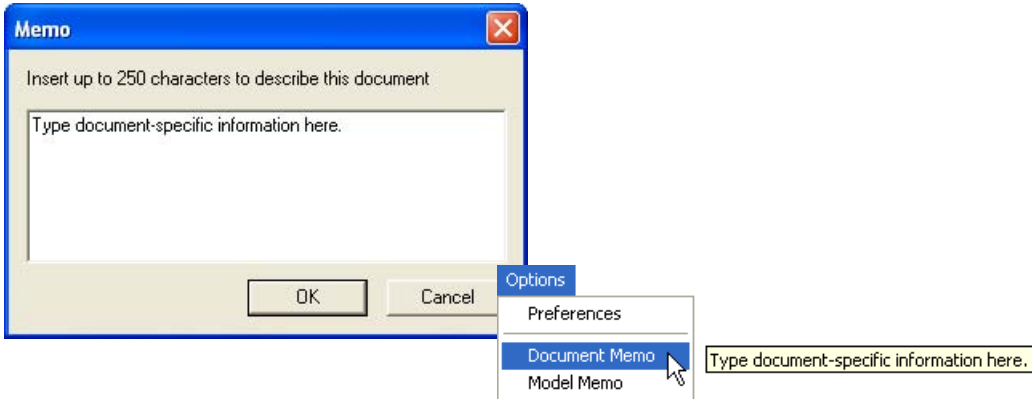 Memo
Insert up to 250 characters to describe this document
Type document-specific information here.
OK
Cancel
Options
Preferences
Document Memo
Type document-specific information here.
Model Memo